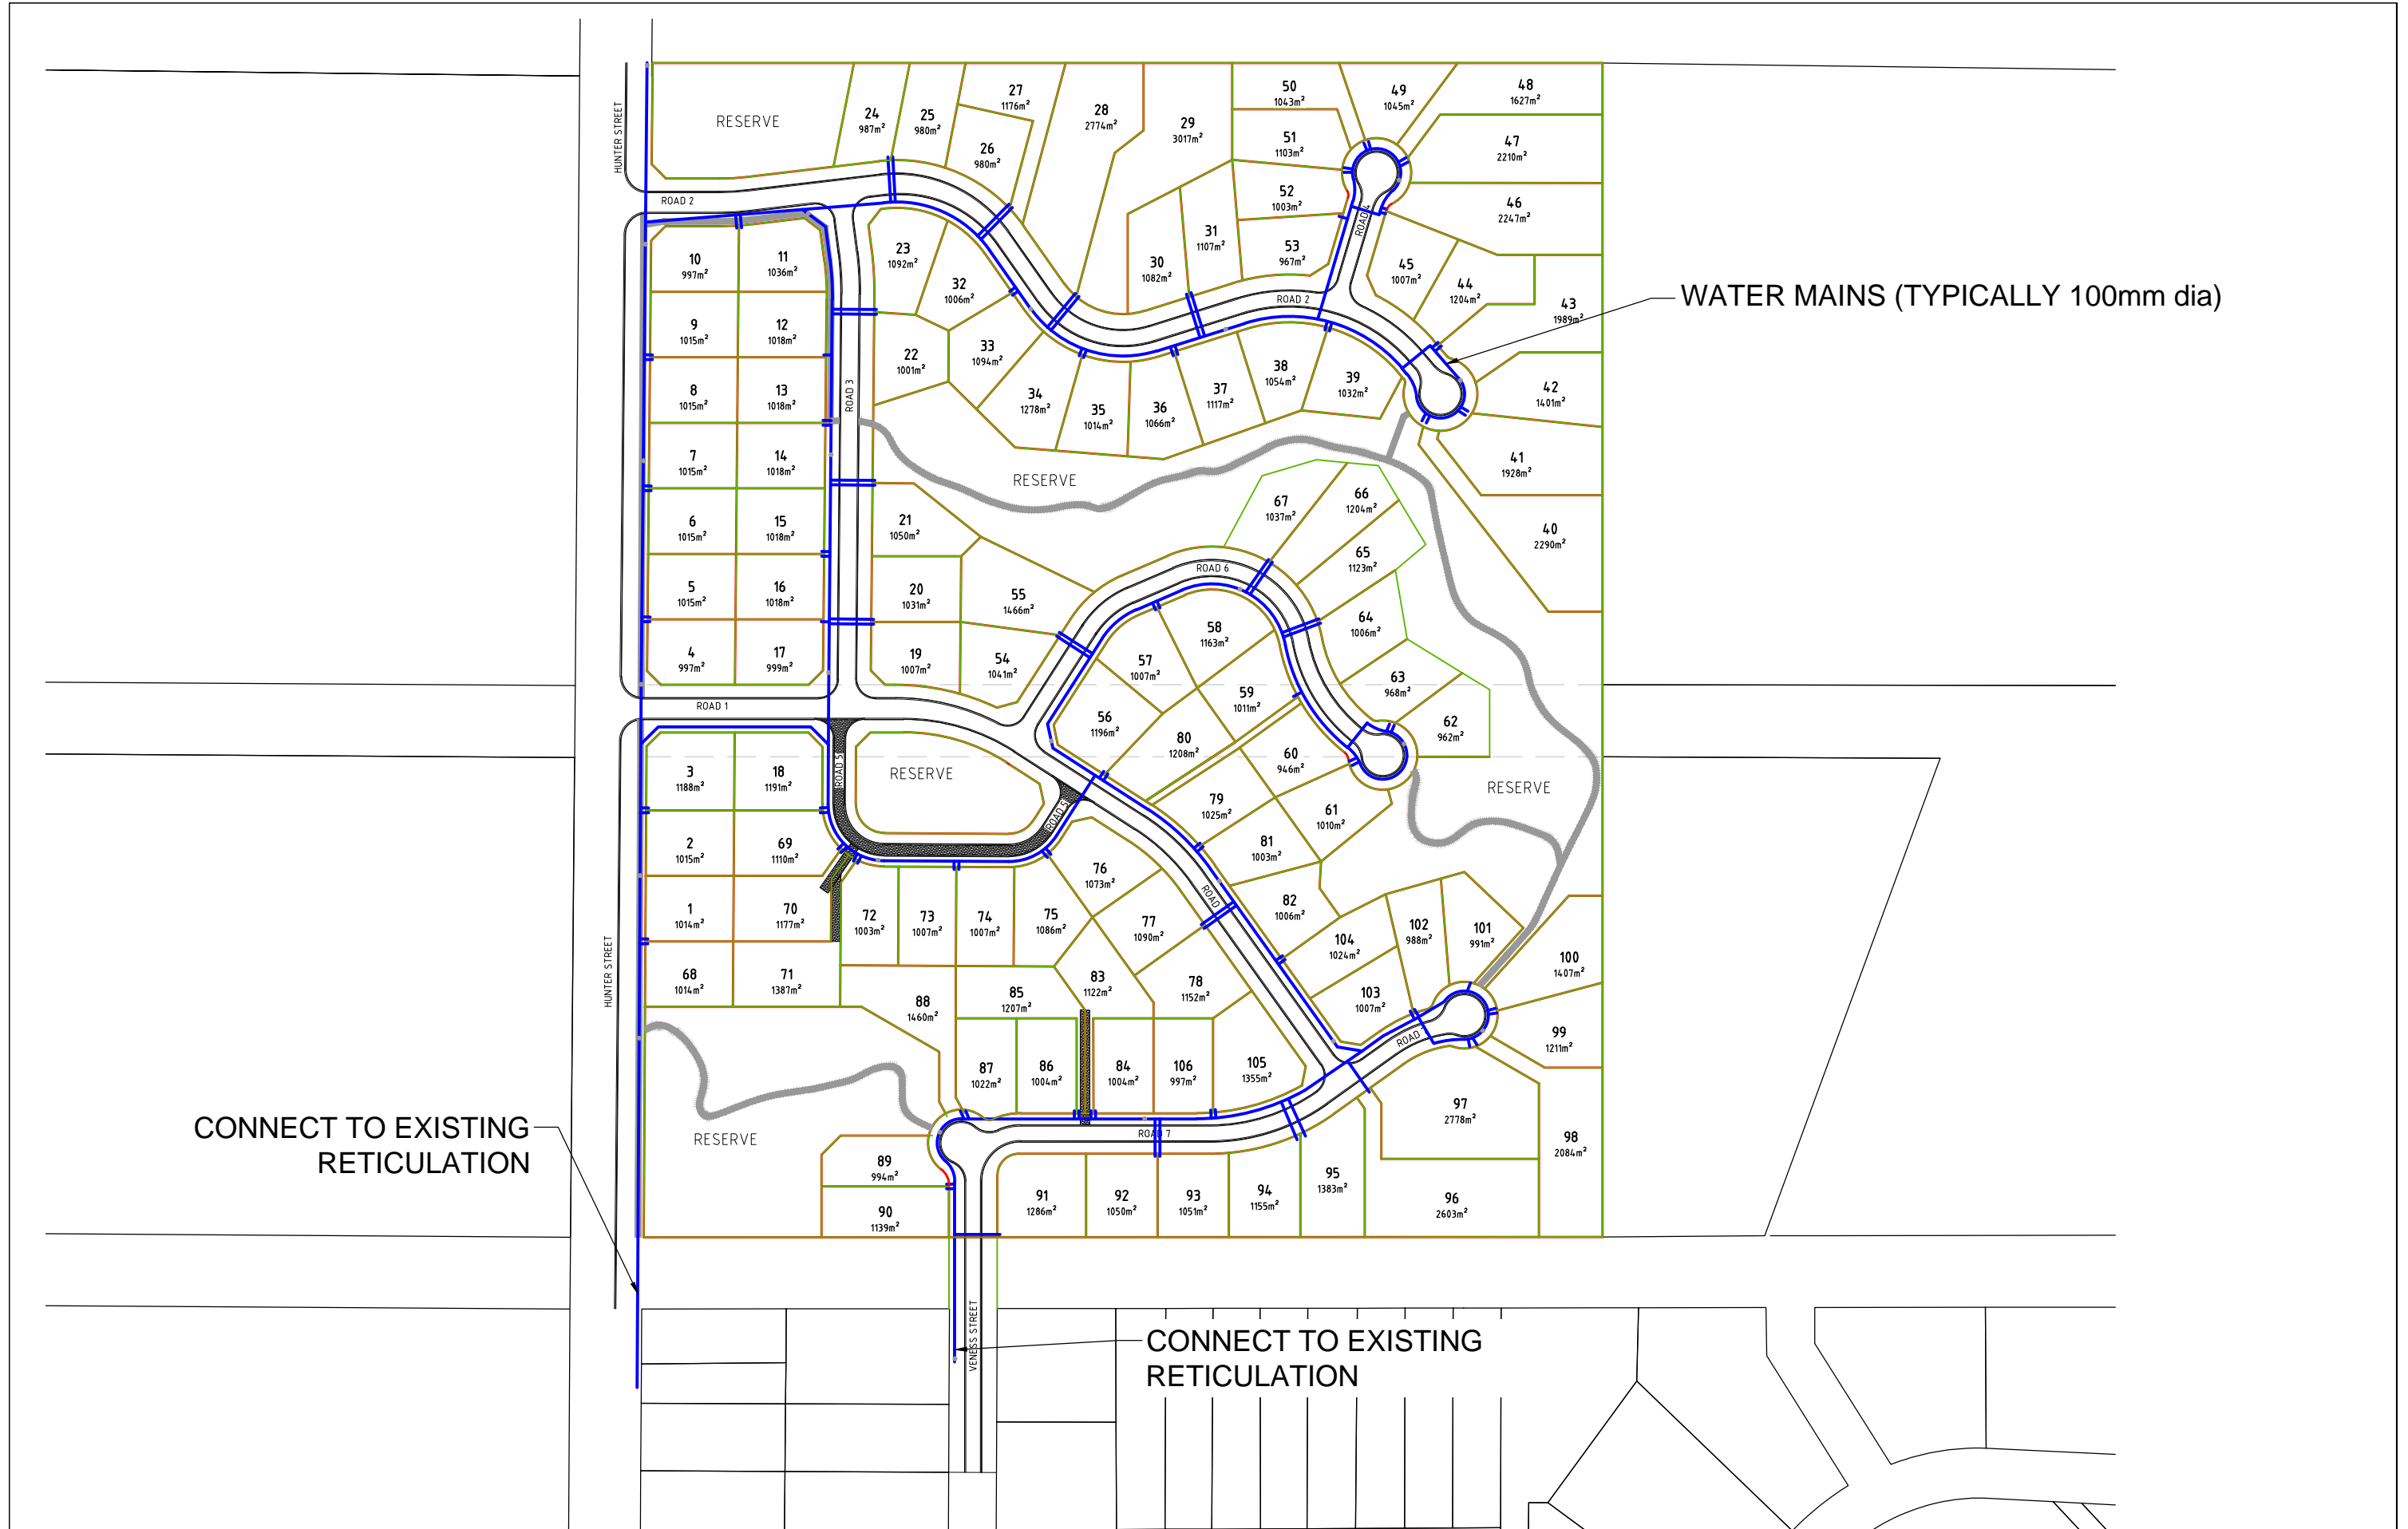 HUNTER STREET
RESERVE
24
987m²
25
980m²
27
1176m²
26
980m²
28
2774m²
29
3017m²
50
1043m²
49
1045m²
48
1627m²
51
1103m²
47
2210m²
ROAD 2
52
1003m²
46
2247m²
ROAD 4
31
1107m²
53
967m²
23
1092m²
10
997m²
11
1036m²
30
1082m²
45
1007m²
32
1006m²
44
1204m²
43
1989m²
ROAD 2
WATER MAINS (TYPICALLY 100mm dia)
9
1015m²
12
1018m²
22
1001m²
33
1094m²
38
1054m²
39
1032m²
42
1401m²
8
1015m²
13
1018m²
ROAD 3
34
1278m²
35
1014m²
36
1066m²
37
1117m²
7
1015m²
14
1018m²
RESERVE
41
1928m²
67
1037m²
66
1204m²
6
1015m²
15
1018m²
21
1050m²
40
2290m²
65
1123m²
ROAD 6
5
1015m²
16
1018m²
20
1031m²
55
1466m²
58
1163m²
64
1006m²
4
997m²
17
999m²
19
1007m²
54
1041m²
57
1007m²
63
968m²
59
1011m²
ROAD 1
56
1196m²
80
1208m²
62
962m²
60
946m²
3
1188m²
18
1191m²
ROAD 5
RESERVE
RESERVE
79
1025m²
61
1010m²
ROAD 5
2
1015m²
69
1110m²
81
1003m²
76
1073m²
ROAD
82
1006m²
1
1014m²
70
1177m²
72
1003m²
73
1007m²
74
1007m²
75
1086m²
77
1090m²
102
988m²
101
991m²
104
1024m²
100
1407m²
HUNTER STREET
68
1014m²
71
1387m²
83
1122m²
78
1152m²
88
1460m²
85
1207m²
103
1007m²
ROAD
99
1211m²
87
1022m²
86
1004m²
84
1004m²
106
997m²
105
1355m²
97
2778m²
CONNECT TO EXISTING
RETICULATION
RESERVE
ROAD 7
98
2084m²
89
994m²
95
1383m²
91
1286m²
92
1050m²
93
1051m²
94
1155m²
96
2603m²
90
1139m²
VENESS STREET
CONNECT TO EXISTING
RETICULATION